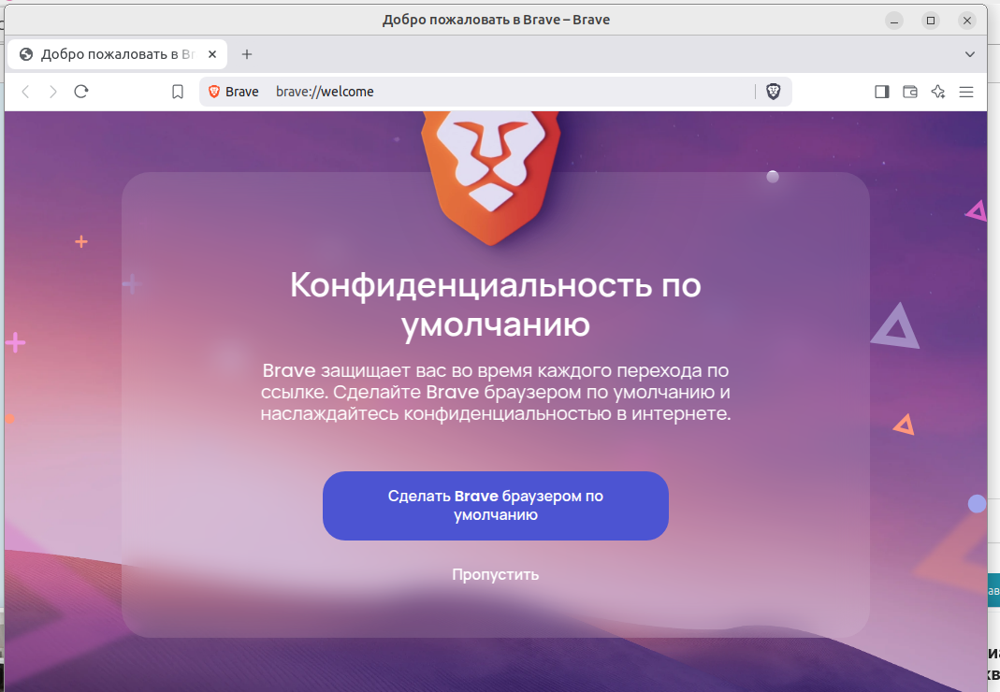 Добро пожаловать в Brave – Brave
Добро пожаловать в Br
Brave brave://welcome
Конфиденциальность по
умолчанию
Brave защищает вас во время каждого перехода по
ссылке. Сделайте Brave браузером по умолчанию и
наслаждайтесь конфиденциальностью в интернете.
Сделать Brave браузером по
умолчанию
Пропустить